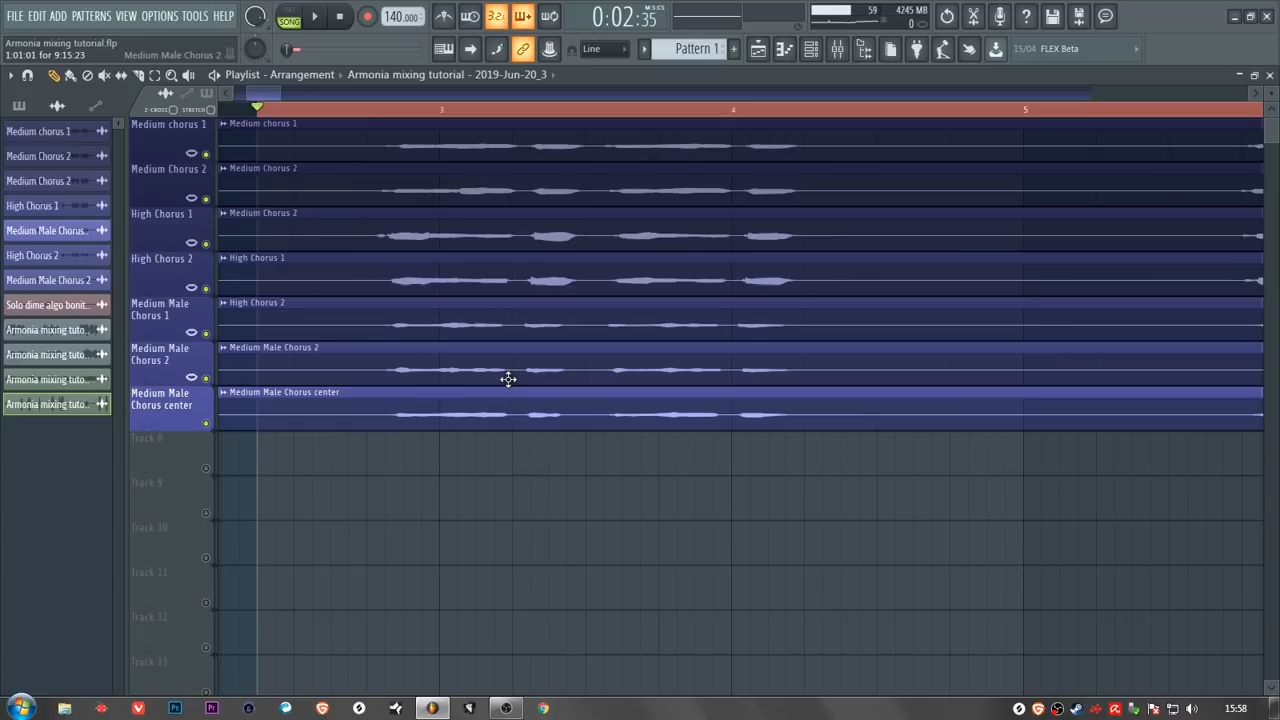 FILE EDIT ADD PATTERNS VIEW OPTIONS TOOLS HELP
SONG
140.000
3.2.
0:02:35
M:S:CS
59
4245 MB
0
Armonia mixing tutorial.flp
1:01:01 for 9:15:23
Medium Male Chorus 2
Line
Pattern 1
15/04 FLEX Beta
Playlist - Arrangement
Armonia mixing tutorial - 2019-Jun-20_3
Z-CROSS
STRETCH
3
4
5
Medium chorus 1
Medium Chorus 2
Medium Chorus 2
High Chorus 1
Medium Male Chorus..
High Chorus 2
Medium Male Chorus 2
Solo dime algo bonit..
Armonia mixing tuto..
Armonia mixing tuto..
Armonia mixing tuto..
Armonia mixing tuto..
Medium chorus 1
Medium chorus 1
Medium Chorus 2
Medium Chorus 2
High Chorus 1
Medium Chorus 2
High Chorus 2
High Chorus 1
Medium Male
Chorus 1
High Chorus 2
Medium Male
Chorus 2
Medium Male Chorus 2
Medium Male
Chorus center
Medium Male Chorus center
Track 8
Track 9
Track 10
Track 11
Track 12
Track 13
15:58